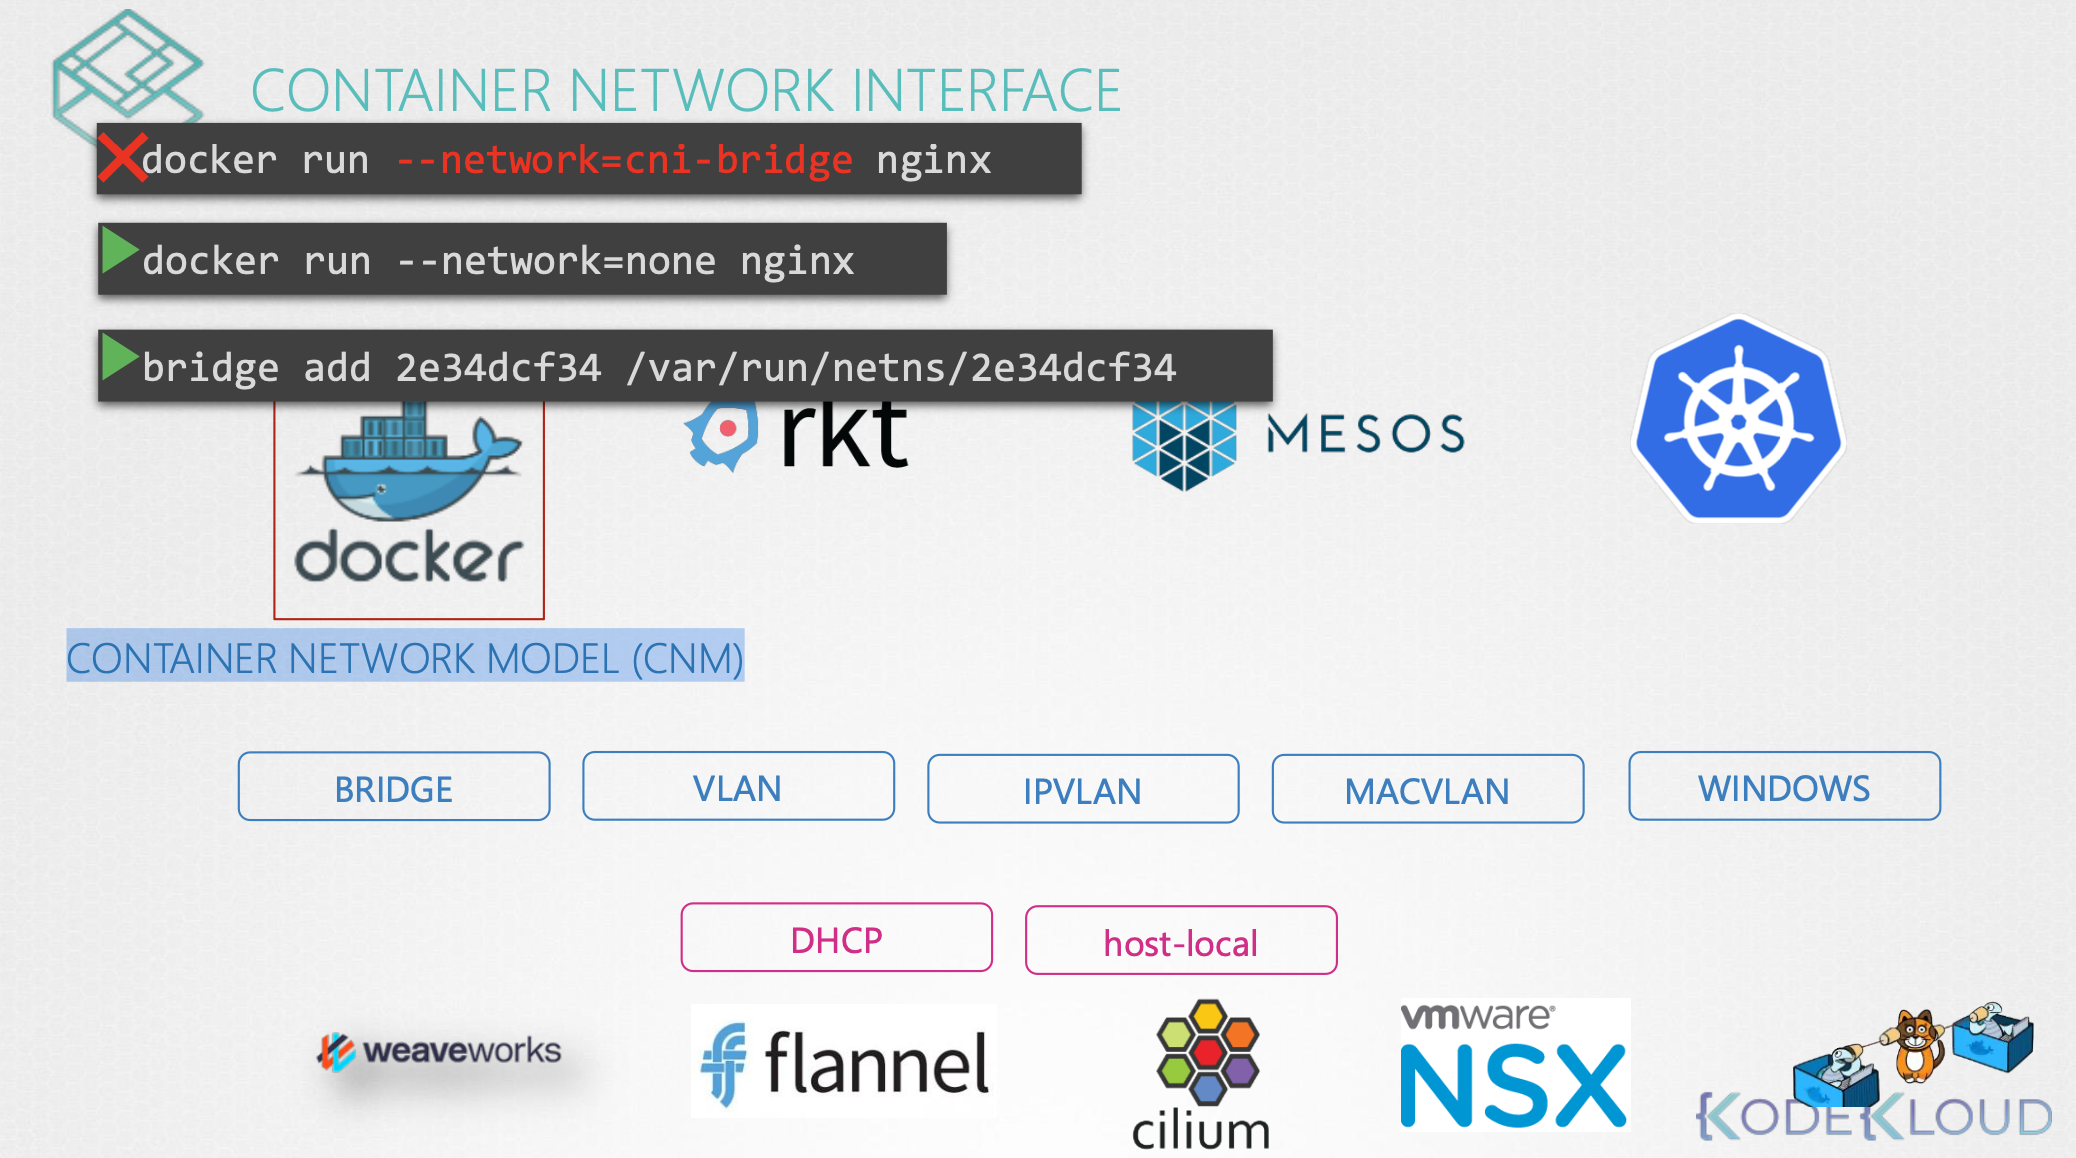 CONTAINER NETWORK INTERFACE
docker run --network=cni-bridge nginx
docker run --network=none nginx
bridge add 2e34dcf34 /var/run/netns/2e34dcf34
docker
rkt
MESOS
CONTAINER NETWORK MODEL (CNM)
BRIDGE
VLAN
IPVLAN
MACVLAN
WINDOWS
DHCP
host-local
weaveworks
flannel
cilium
vmware®
NSX
KODEKLOUD